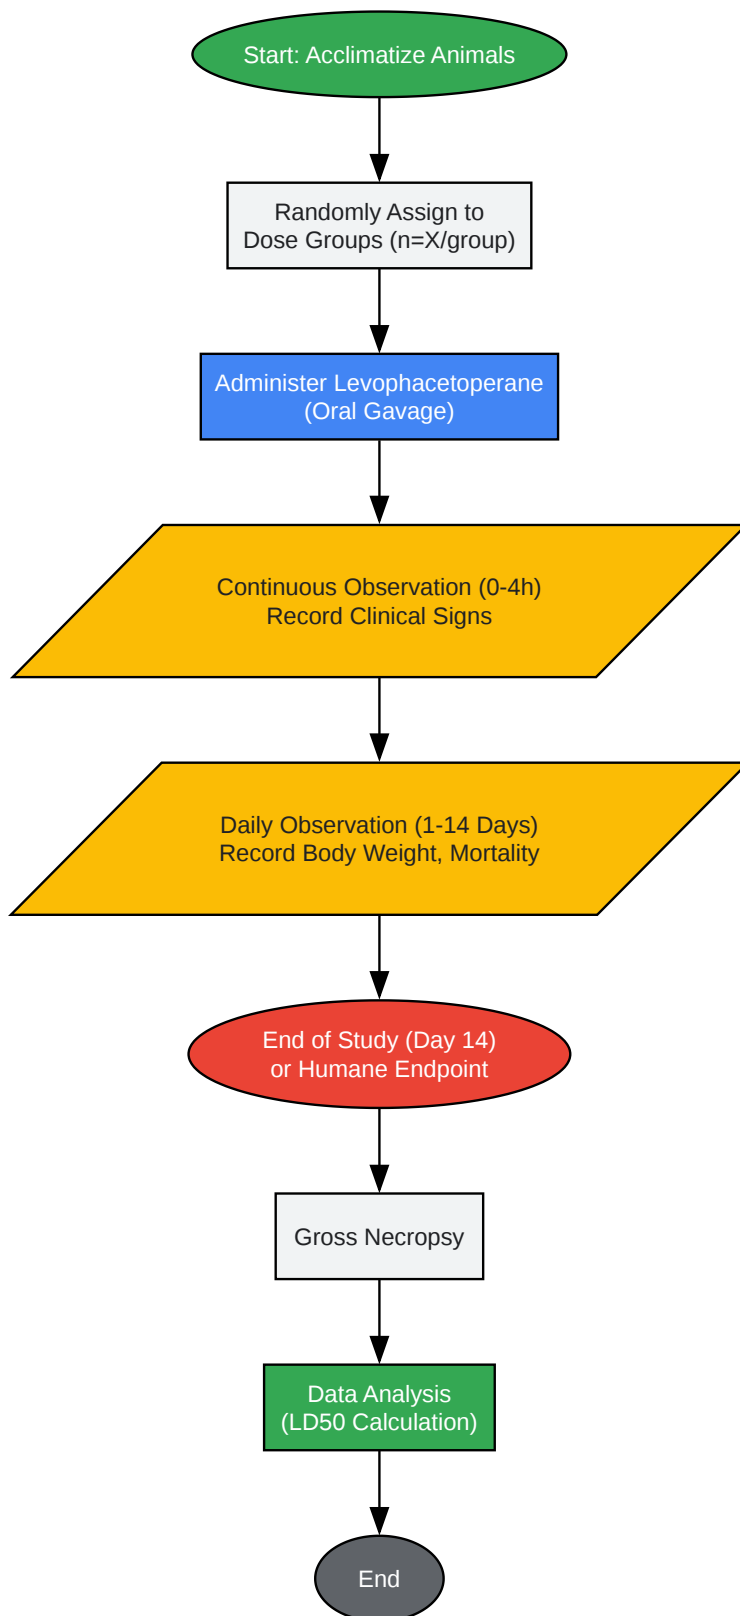 Start: Acclimatize Animals
Randomly Assign to
Dose Groups (n=X/group)
Administer Levophacetoperane
(Oral Gavage)
Continuous Observation (0-4h)
Record Clinical Signs
Daily Observation (1-14 Days)
Record Body Weight, Mortality
End of Study (Day 14)
or Humane Endpoint
Gross Necropsy
Data Analysis
(LD50 Calculation)
End